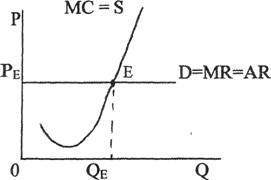 MC = S
P
P_E
E
D=MR=AR
0
Q_E
Q